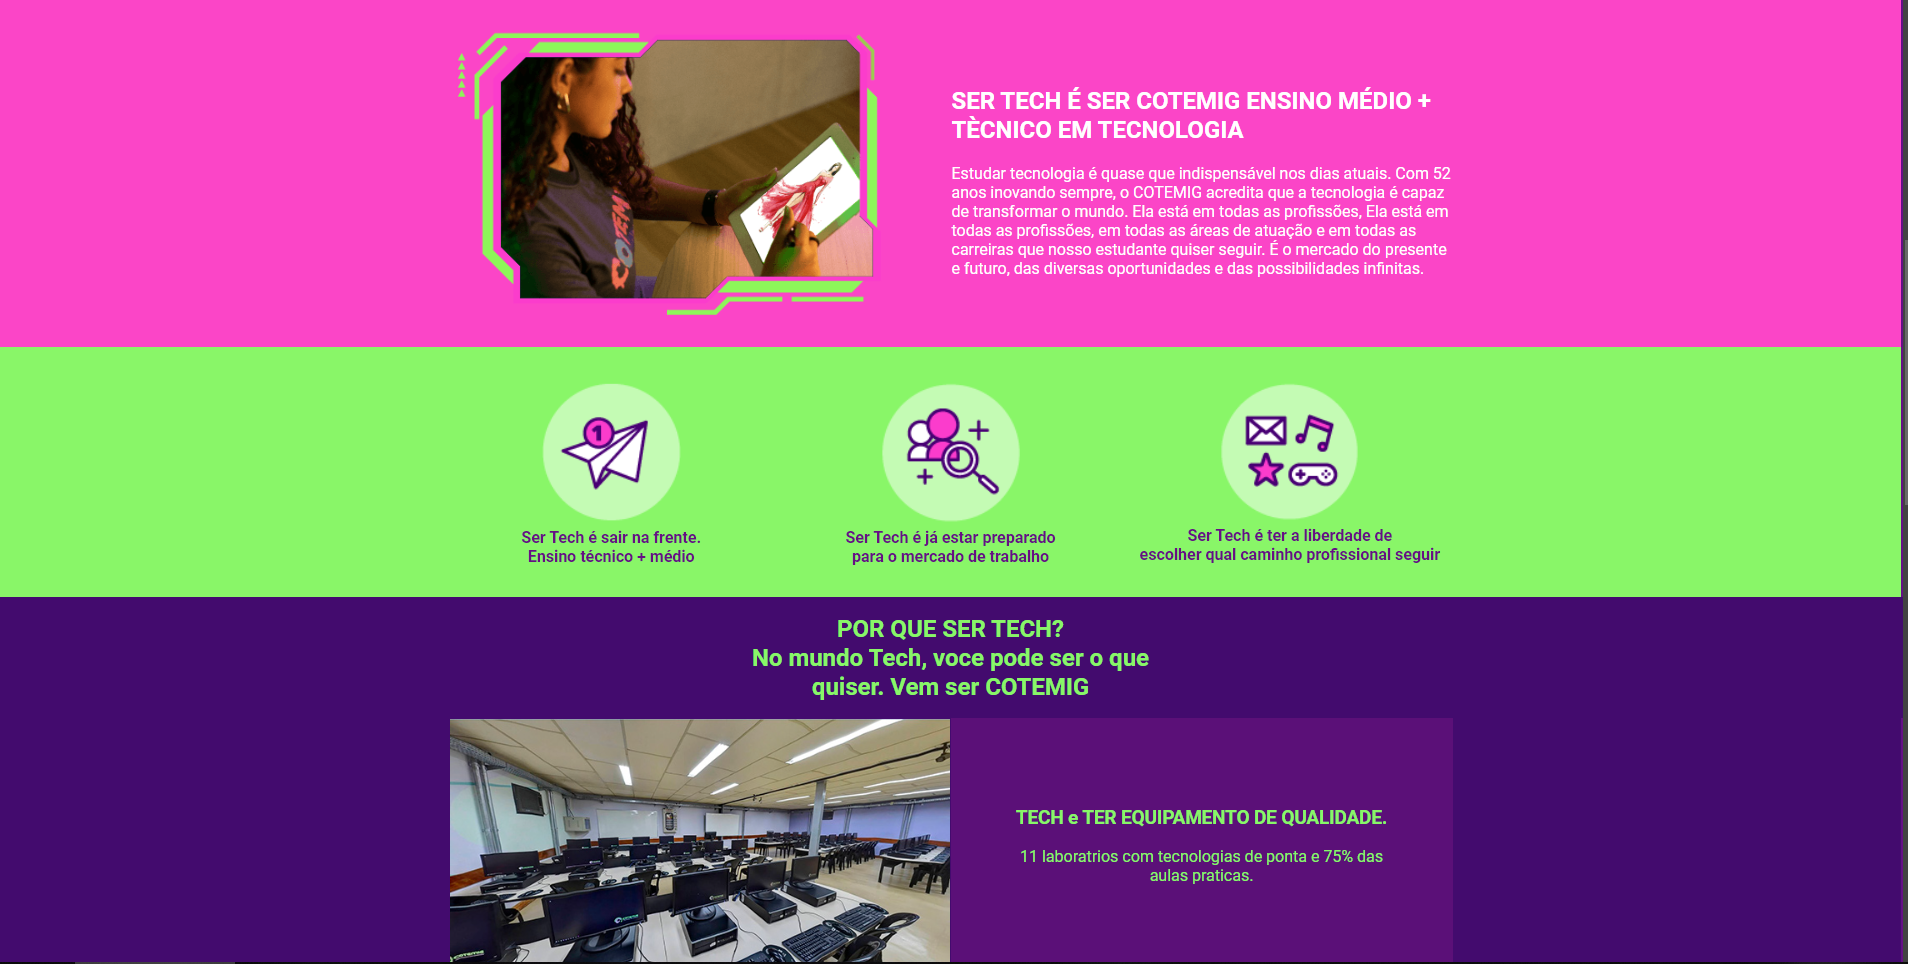 SER TECH É SER COTEMIG ENSINO MÉDIO +
TÈCNICO EM TECNOLOGIA
Estudar tecnologia é quase que indispensável nos dias atuais. Com 52
anos inovando sempre, o COTEMIG acredita que a tecnologia é capaz
de transformar o mundo. Ela está em todas as profissões, Ela está em
todas as profissões, em todas as áreas de atuação e em todas as
carreiras que nosso estudante quiser seguir. É o mercado do presente
e futuro, das diversas oportunidades e das possibilidades infinitas.
COTEM
1
Ser Tech é sair na frente.
Ensino técnico + médio
Ser Tech é já estar preparado
para o mercado de trabalho
Ser Tech é ter a liberdade de
escolher qual caminho profissional seguir
POR QUE SER TECH?
No mundo Tech, voce pode ser o que
quiser. Vem ser COTEMIG
TECH e TER EQUIPAMENTO DE QUALIDADE.
11 laboratrios com tecnologias de ponta e 75% das
aulas praticas.
COTEMIG